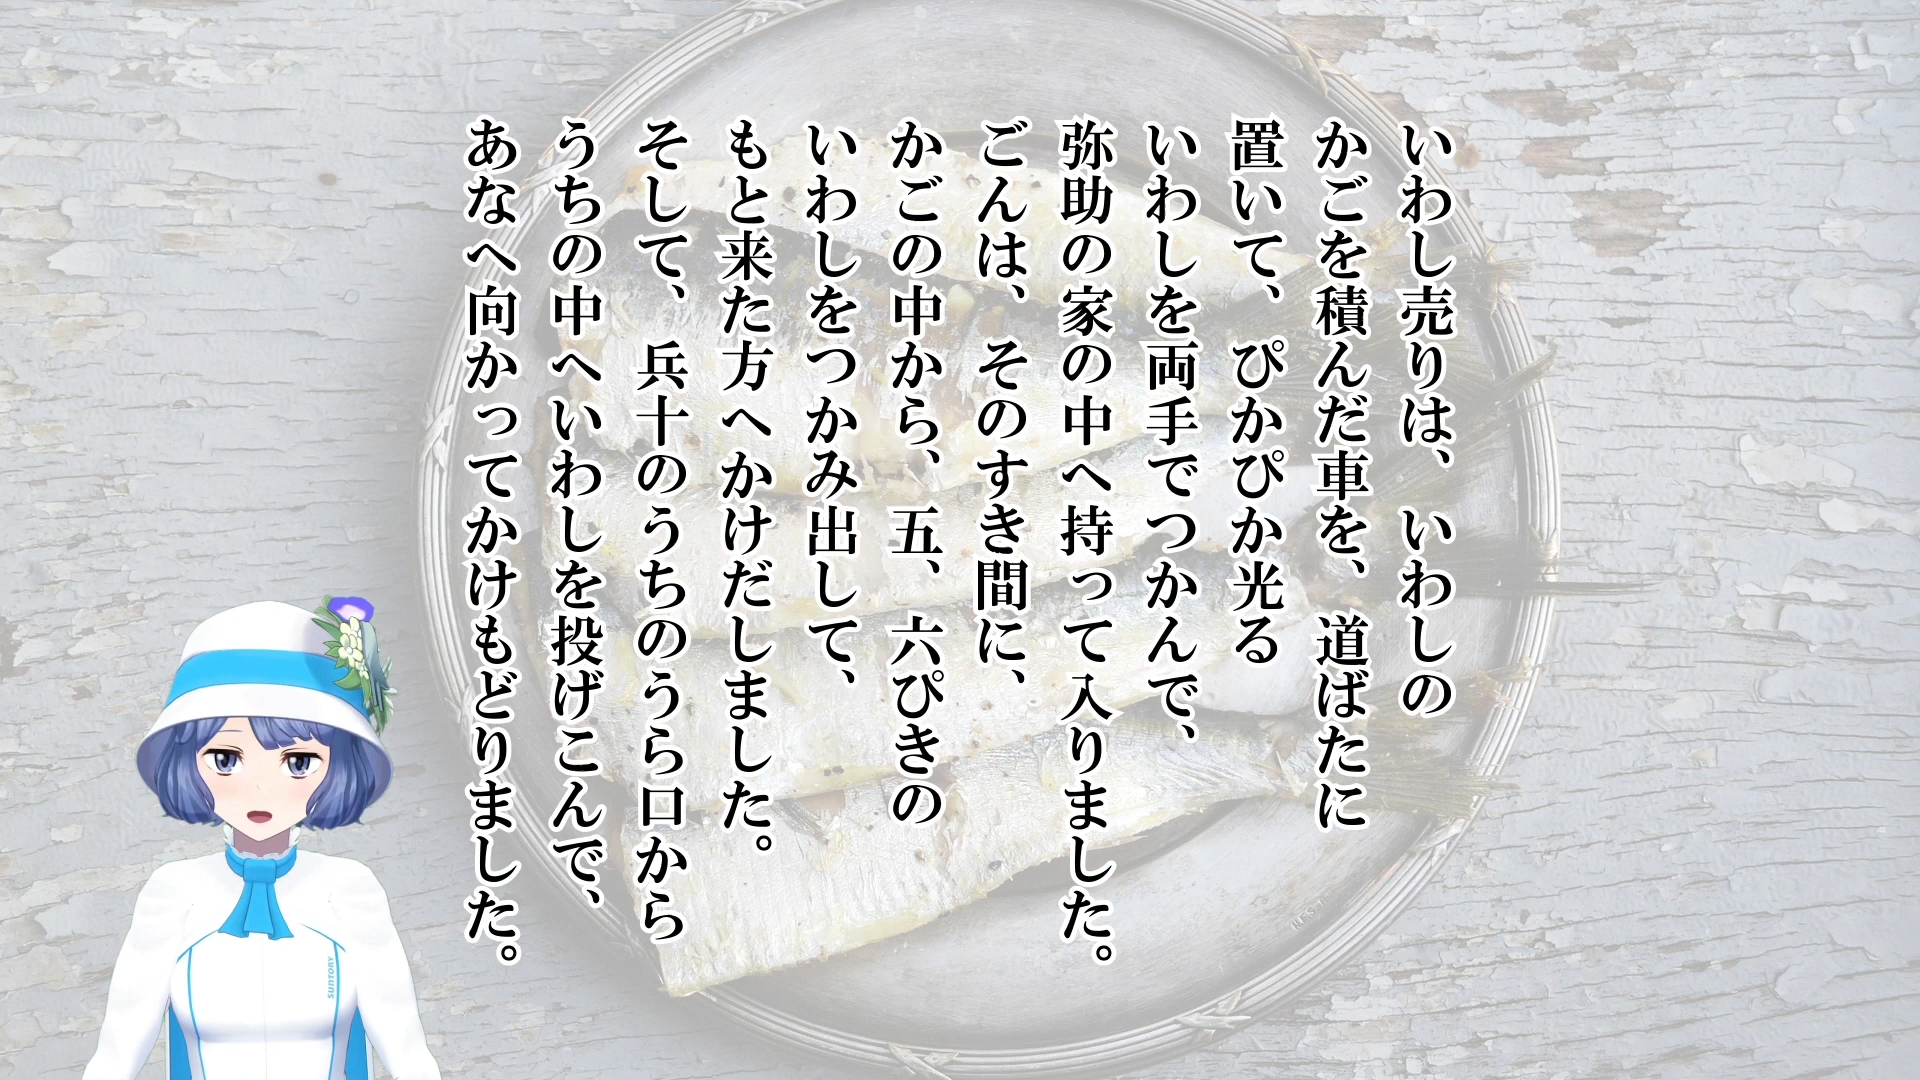 いわし売りは、いわしの
かごを積んだ車を、道ばたに
置いて、ぴかぴか光る
いわしを両手でつかんで、
弥助の家の中へ持って入りました。
ごんは、そのすき間に、
かごの中から、五、六ぴきの
いわしをつかみ出して、
もと来た方へかけだしました。
そして、兵十のうちのうら口から
うちの中へいわしを投げこんで、
あなへ向かってかけもどりました。
SUNTORY